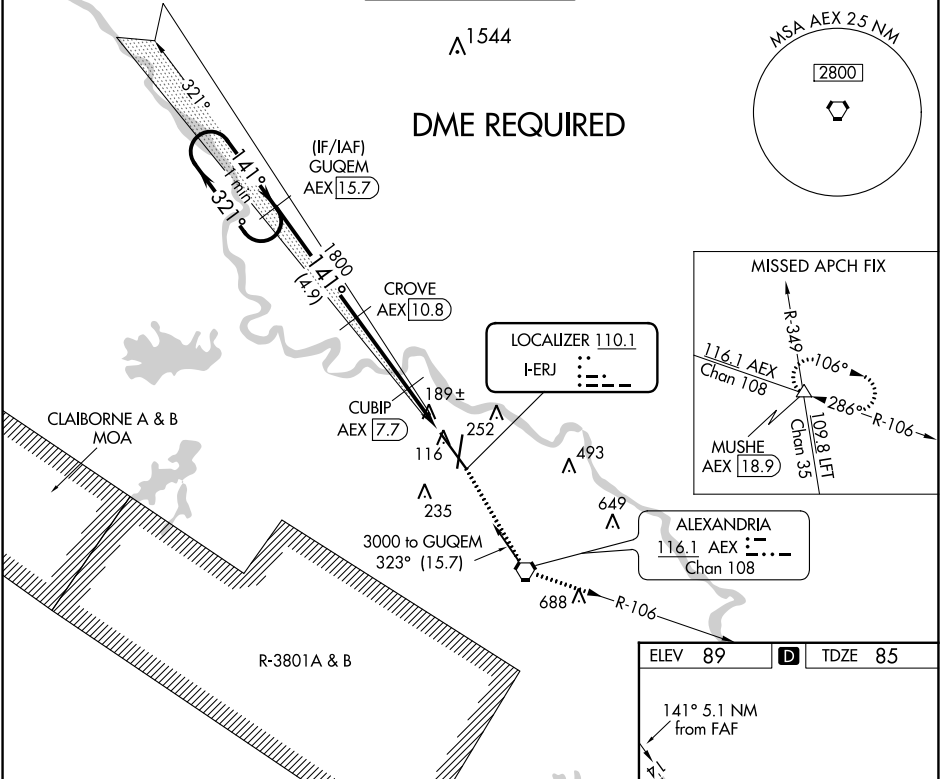 1544
MSA AEX 25 NM
2800
DME REQUIRED
321°
141°
1 min
321°
(IF/IAF)
GUQEM
AEX 15.7
1800
141°
(4.9)
CROVE
AEX 10.8
LOCALIZER 110.1
I-ERJ
189±
CUBIP
AEX 7.7
252
116
493
235
649
CLAIBORNE A & B
MOA
3000 to GUQEM
323° (15.7)
ALEXANDRIA
116.1 AEX
Chan 108
688
R-106
R-3801A & B
MISSED APCH FIX
R-349
116.1 AEX
Chan 108
106°
286°
R-106
MUSHE
AEX 18.9
109.8 LFT
Chan 35
ELEV 89
D
TDZE 85
141° 5.1 NM
from FAF